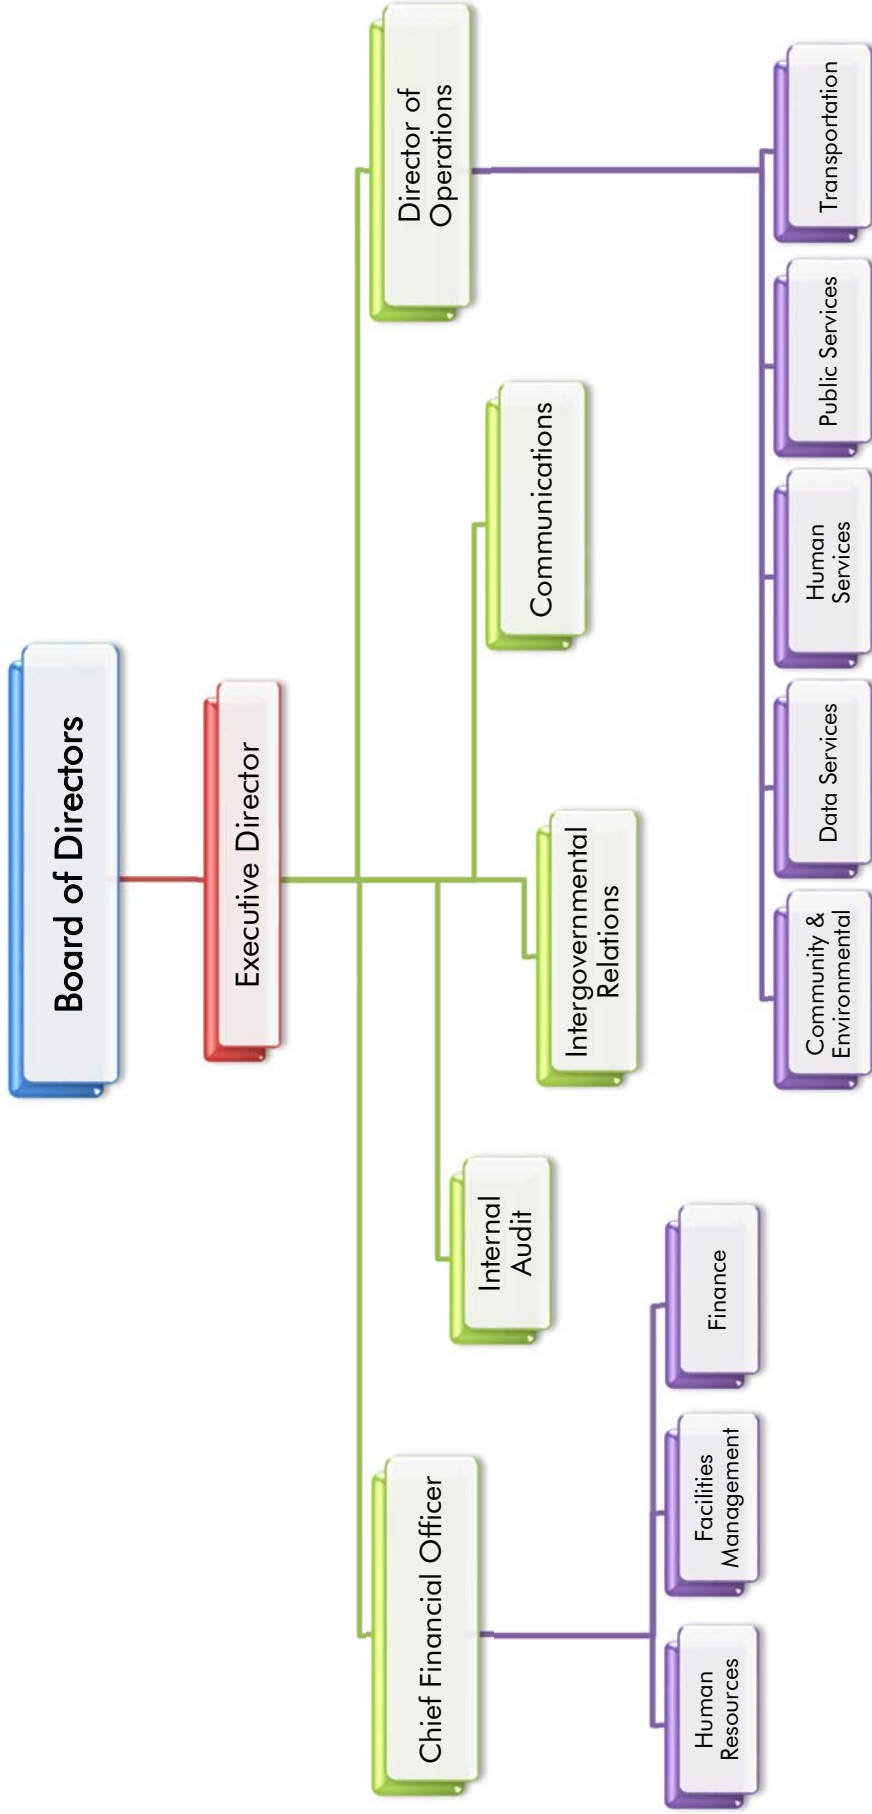 Board of Directors
Executive Director
Chief Financial Officer
Director of
Operations
Internal
Audit
Communications
Intergovernmental
Relations
Human
Resources
Facilities
Management
Finance
Community &
Environmental
Data Services
Human
Services
Public Services
Transportation